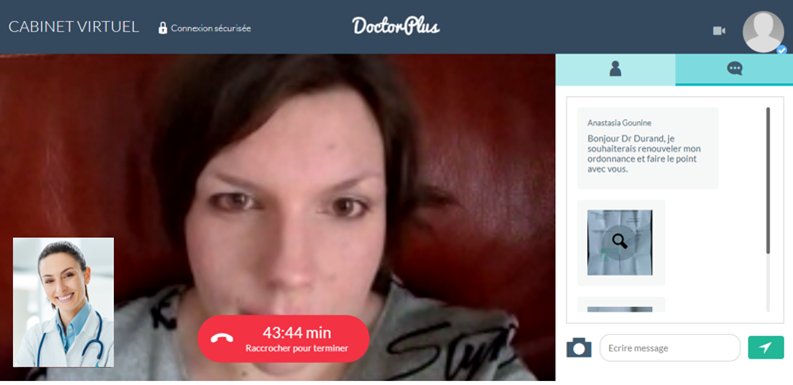 CABINET VIRTUEL
Connexion sécurisée
DoctorPlus
Anastasia Gounine
Bonjour Dr Durand, je
souhaiterais renouveler mon
ordonnance et faire le point
avec vous.
43:44 min
Raccrocher pour terminer
Ecrire message